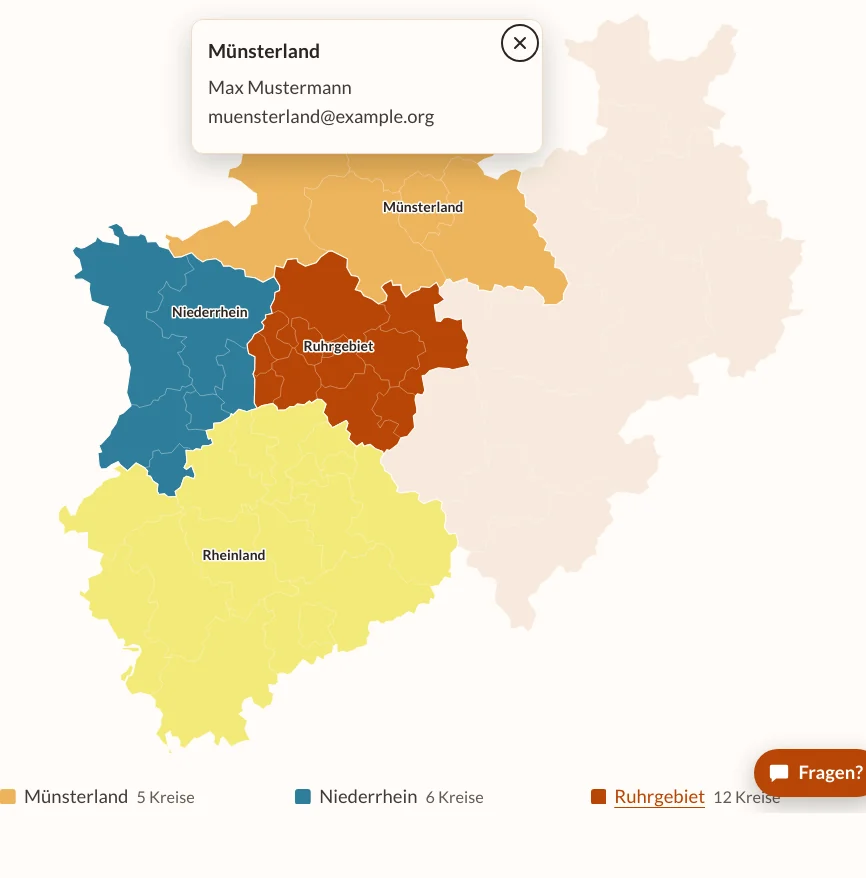 Münsterland
Max Mustermann
muensterland@example.org
Münsterland
Niederrhein
Ruhrgebiet
Rheinland
Fragen?
Münsterland 5 Kreise
Niederrhein 6 Kreise
Ruhrgebiet 12 Kreise